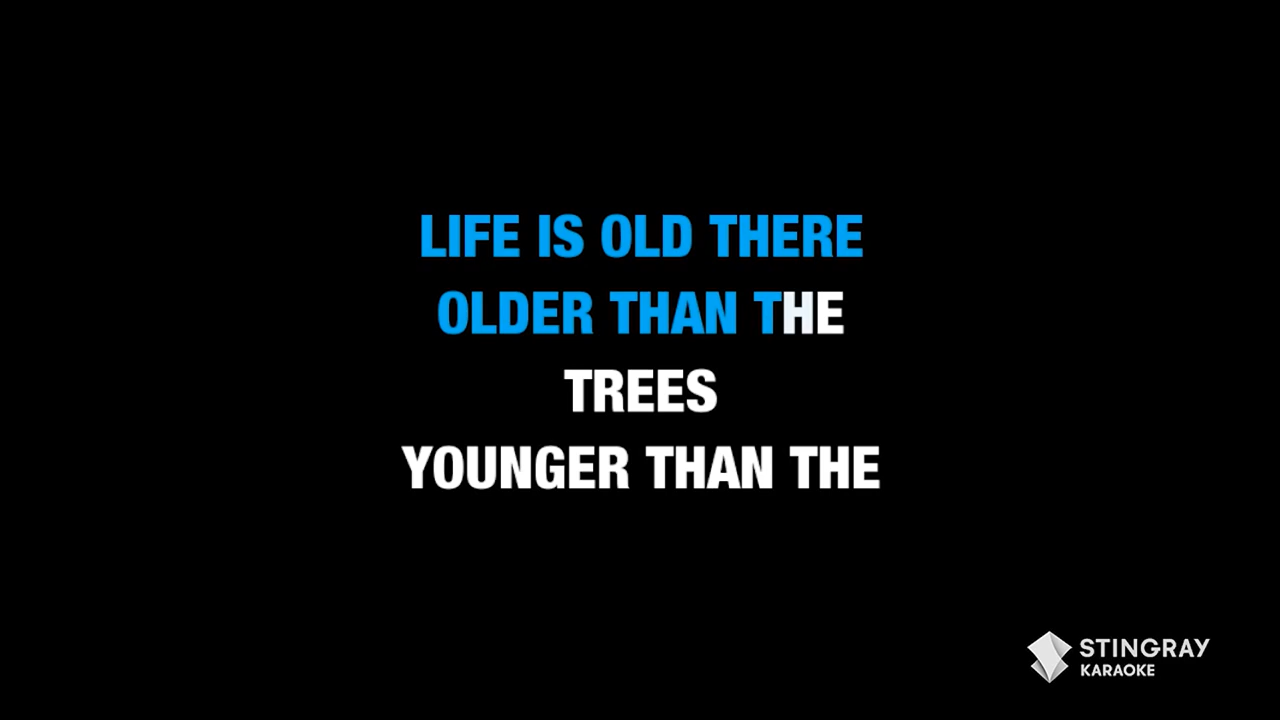 LIFE IS OLD THERE
OLDER THAN THE
TREES
YOUNGER THAN THE
STINGRAY
KARAOKE